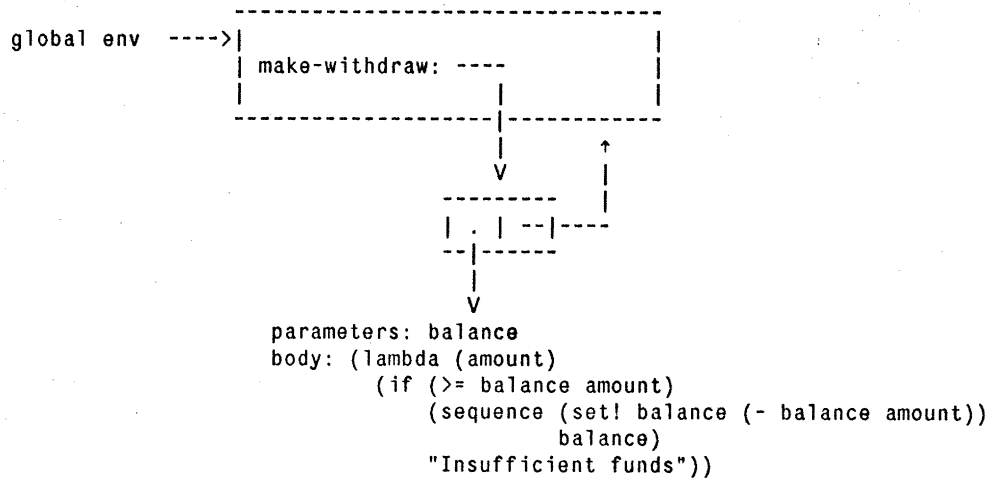 global env ---->|
make-withdraw: ----
parameters: balance
body: (lambda (amount)
(if (>= balance amount)
(sequence (set! balance (- balance amount))
balance)
"Insufficient funds"))